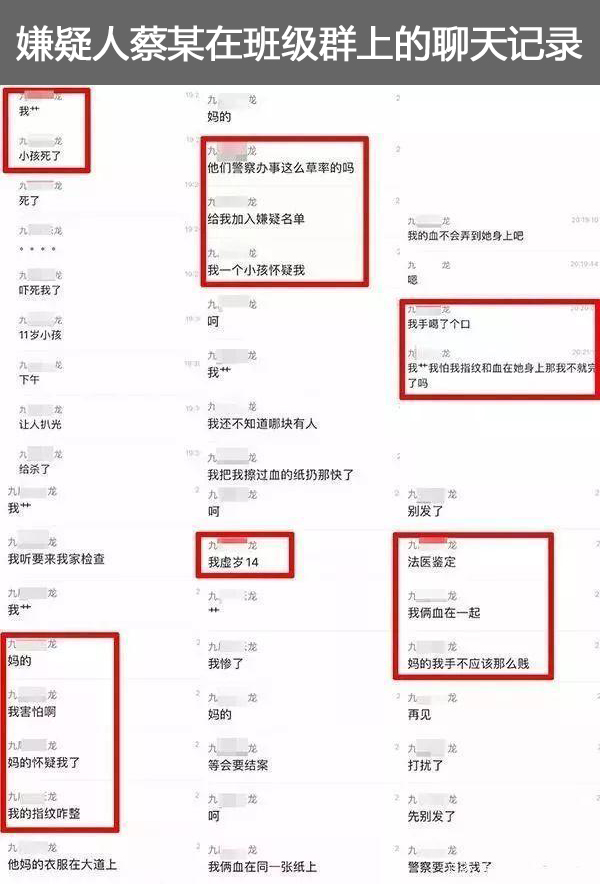 嫌疑人蔡某在班级群上的聊天记录
九 龙
我艹
九 龙
小孩死了
九 龙
死了
九 龙
。。。。
九 龙
吓死我了
九 龙
11岁小孩
九 龙
下午
九 龙
让人扒光
九 龙
给杀了
九 龙
我艹
九 龙
我听要来我家检查
九 龙
我艹
九 龙
妈的
九 龙
我害怕啊
九 龙
妈的怀疑我了
九 龙
我的指纹咋整
九 龙
他妈的衣服在大道上
九 龙
妈的
九 龙
他们警察办事这么草率的吗
九 龙
给我加入嫌疑名单
九 龙
我一个小孩怀疑我
九 龙
呵
九 龙
我艹
九 龙
我还不知道哪块有人
九 龙
我把我擦过血的纸扔那快了
九 龙
呵
九 龙
我虚岁14
九 龙
艹
九 龙
我惨了
九 龙
妈的
九 龙
等会要结案
九 龙
呵
九 龙
我俩血在同一张纸上
九 龙 20:19:10
我的血不会弄到她身上吧
九 龙 20:19:44
嗯
九 龙
我手喝了个口
九 龙
我艹我怕我指纹和血在她身上那我不就完
了吗
九 龙
别发了
九 龙
法医鉴定
九 龙
我俩血在一起
九 龙
妈的我手不应该那么贱
九 龙
再见
九 龙
打扰了
九 龙
先别发了
九 龙
警察要来找我了